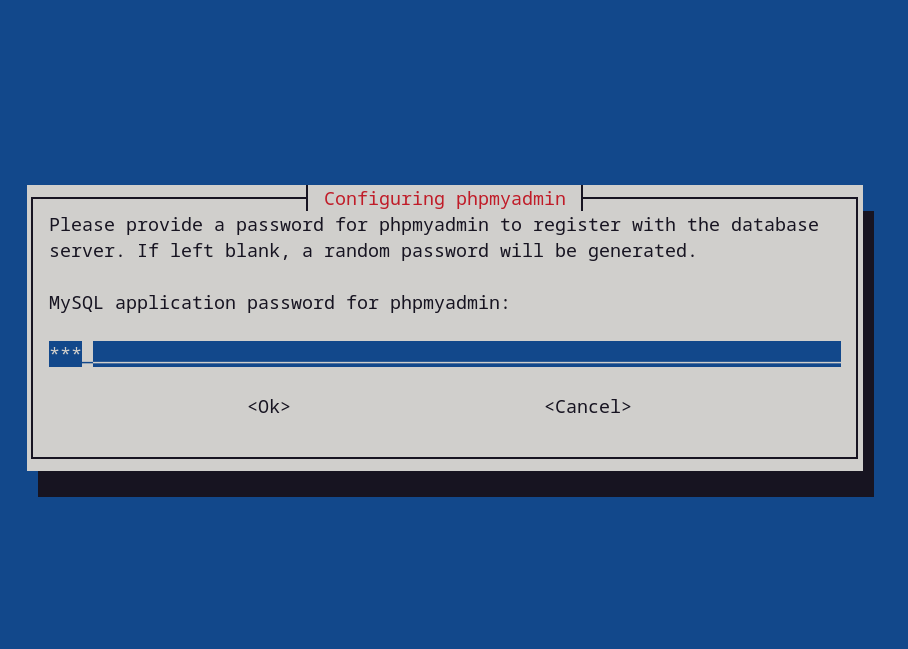 Configuring phpmyadmin
Please provide a password for phpmyadmin to register with the database
server. If left blank, a random password will be generated.
MySQL application password for phpmyadmin:
***
<Ok> <Cancel>